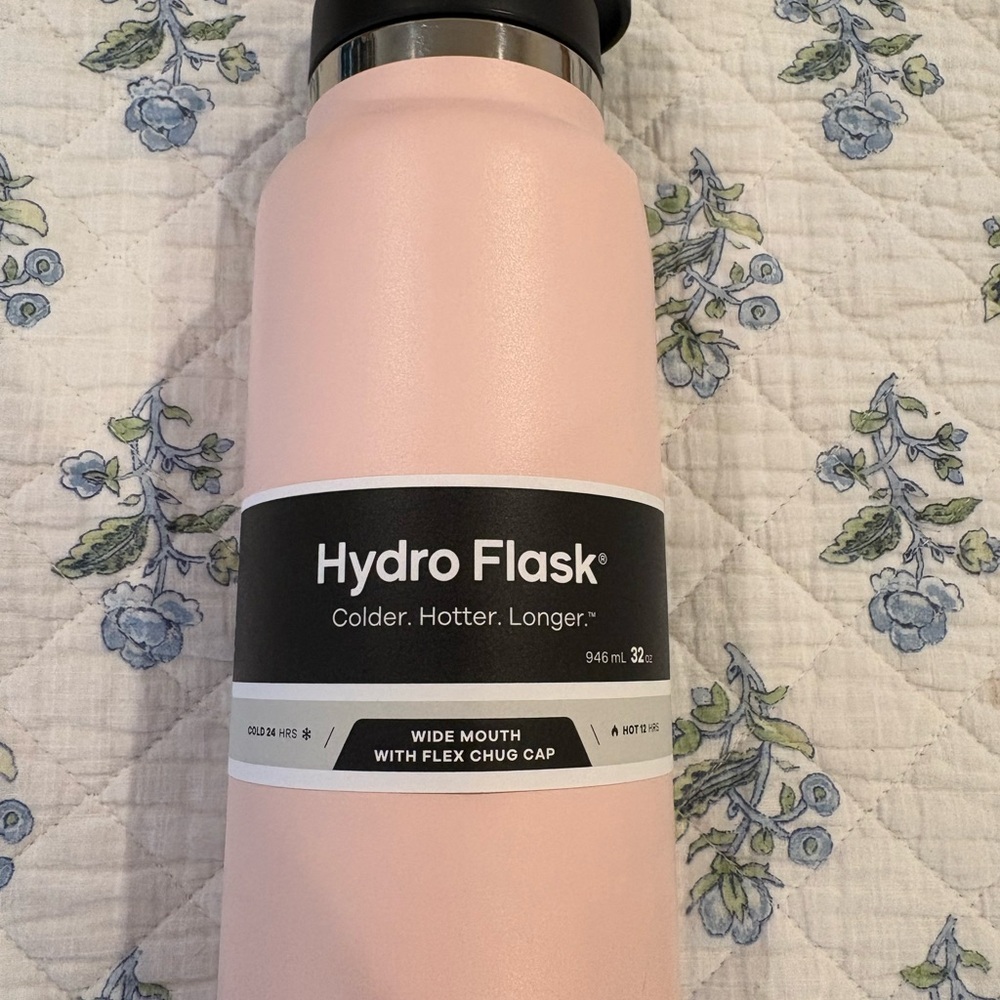 Hydro Flask®
Colder. Hotter. Longer.™
946 mL 32 oz
COLD 24 HRS
HOT 12 HRS
WIDE MOUTH
WITH FLEX CHUG CAP